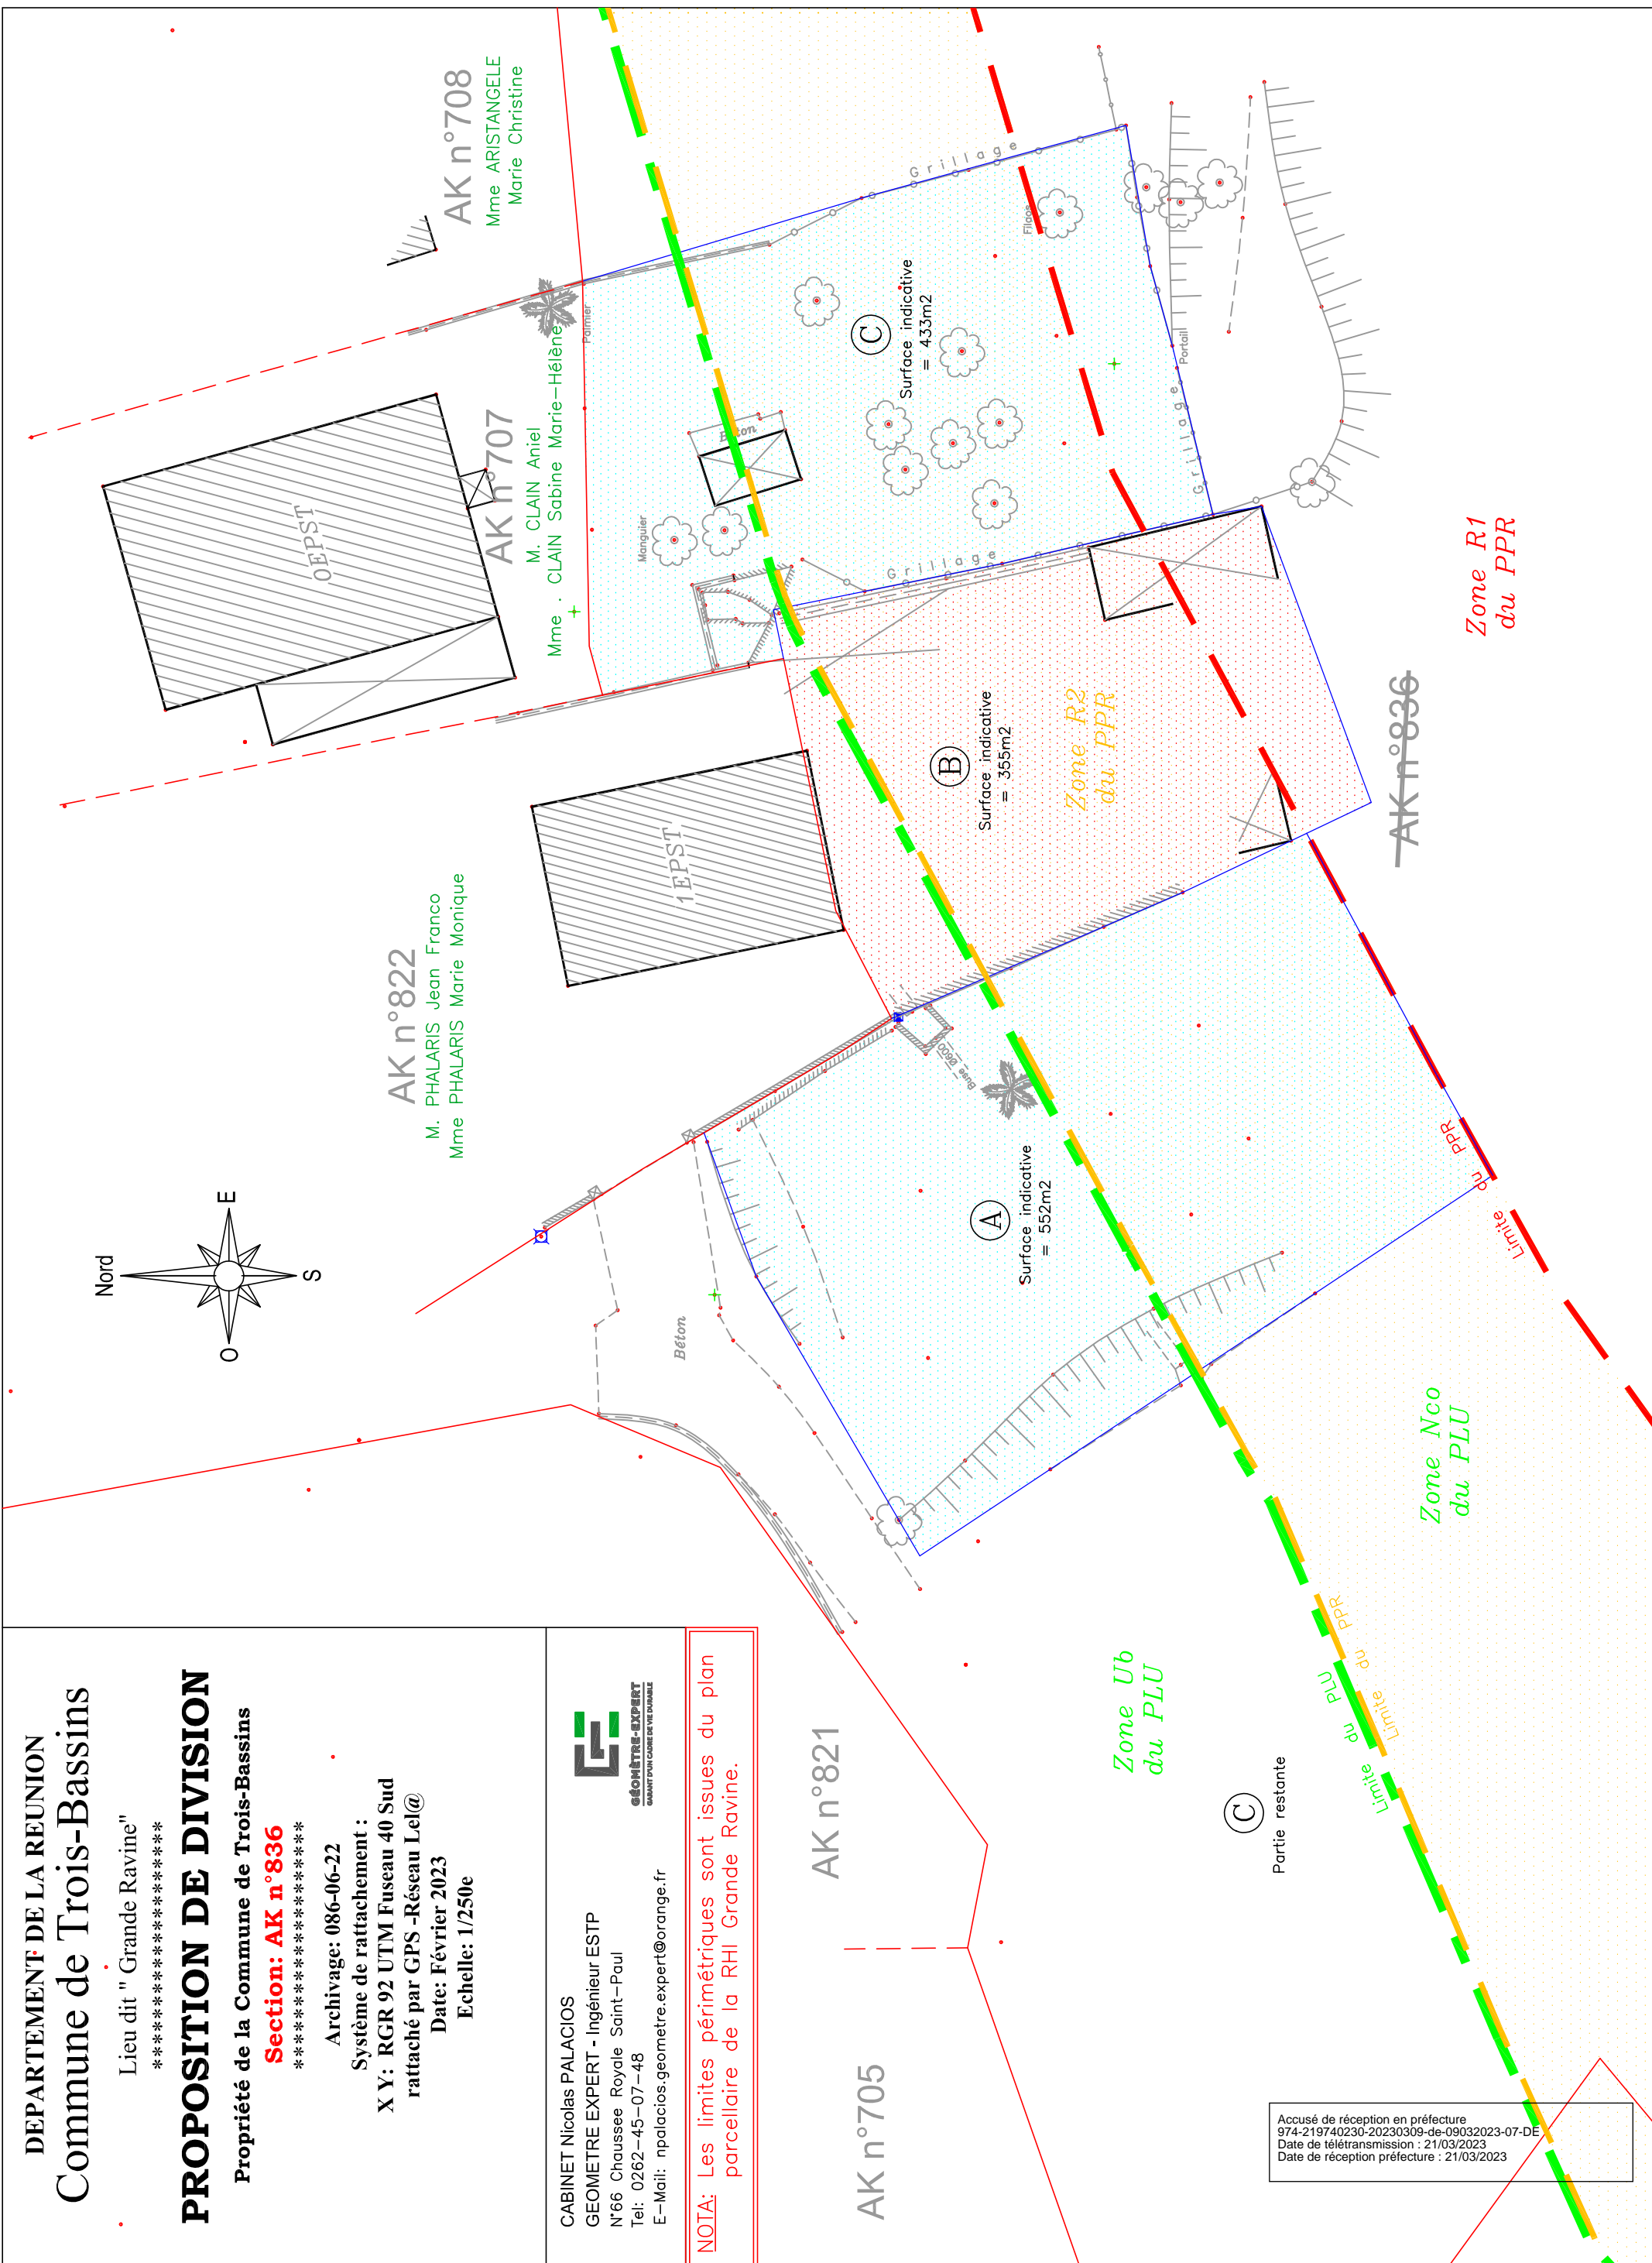 DEPARTEMENT DE LA REUNION
Commune de Trois-Bassins
Lieu dit " Grande Ravine"
******************************
PROPOSITION DE DIVISION
Propriété de la Commune de Trois-Bassins
Section: AK n°836
******************************
Archivage: 086-06-22
Système de rattachement :
X Y: RGR 92 UTM Fuseau 40 Sud
rattaché par GPS -Réseau Lel@
Date: Février 2023
Echelle: 1/250e
CABINET Nicolas PALACIOS
GEOMETRE EXPERT - Ingénieur ESTP
N°66 Chaussee Royale Saint-Paul
Tel: 0262-45-07-48
E-Mail: npalacios.geometre.expert@orange.fr
GÉOMÈTRE-EXPERT
GARANT D'UN CADRE DE VIE DURABLE
NOTA: Les limites périmétriques sont issues du plan
parcellaire de la RHI Grande Ravine.
Nord
O
E
S
AK n°822
M. PHALARIS Jean Franco
Mme PHALARIS Marie Monique
AK n°707
M. CLAIN Aniel
Mme . CLAIN Sabine Marie-Hélène
AK n°708
Mme ARISTANGELE
Marie Christine
0EPST
1EPST
Palmier
Manguier
Béton
Béton
Grillage
Grillage
Grillage
Portail
Filaos
Buse Ø600
A
Surface indicative
= 552m2
B
Surface indicative
= 355m2
C
Surface indicative
= 433m2
Zone R2
du PPR
Zone R1
du PPR
AK n°836
Limite du PPR
Zone Nco
du PLU
Zone Ub
du PLU
Limite du PLU
Limite du PPR
C
Partie restante
AK n°821
AK n°705
Accusé de réception en préfecture
974-219740230-20230309-de-09032023-07-DE
Date de télétransmission : 21/03/2023
Date de réception préfecture : 21/03/2023